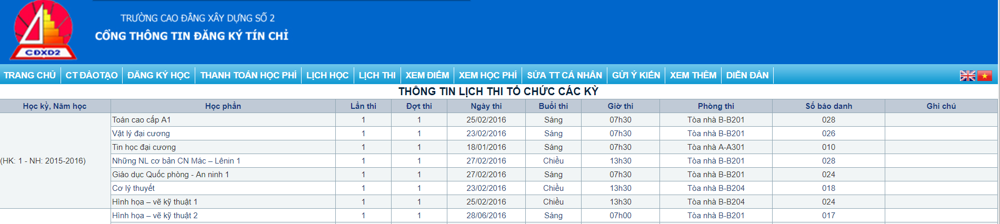 TRƯỜNG CAO ĐẲNG XÂY DỰNG SỐ 2
CỔNG THÔNG TIN ĐĂNG KÝ TÍN CHỈ
CĐXD2
TRANG CHỦ CT ĐÀOTẠO ĐĂNG KÝ HỌC THANH TOÁN HỌC PHÍ LỊCH HỌC LỊCH THI XEM ĐIỂM XEM HỌC PHÍ SỬA TT CÁ NHÂN GỬI Ý KIẾN XEM THÊM DIỄN ĐÀN
THÔNG TIN LỊCH THI TỔ CHỨC CÁC KỲ
Học kỳ, Năm học Học phần Lần thi Đợt thi Ngày thi Buổi thi Giờ thi Phòng thi Số báo danh Ghi chú
Toán cao cấp A1 1 1 25/02/2016 Sáng 07h30 Tòa nhà B-B201 028
Vật lý đại cương 1 1 23/02/2016 Sáng 07h30 Tòa nhà B-B201 026
Tin học đại cương 1 1 18/01/2016 Sáng 07h30 Tòa nhà A-A301 010
(HK: 1 - NH: 2015-2016) Những NL cơ bản CN Mác – Lênin 1 1 1 27/02/2016 Chiều 13h30 Tòa nhà B-B201 028
Giáo dục Quốc phòng - An ninh 1 1 1 27/02/2016 Sáng 07h30 Tòa nhà B-B201 024
Cơ lý thuyết 1 1 23/02/2016 Chiều 13h30 Tòa nhà B-B204 018
Hình họa – vẽ kỹ thuật 1 1 1 25/02/2016 Chiều 13h30 Tòa nhà B-B204 024
Hình họa – vẽ kỹ thuật 2 1 1 28/06/2016 Sáng 07h00 Tòa nhà B-B201 017